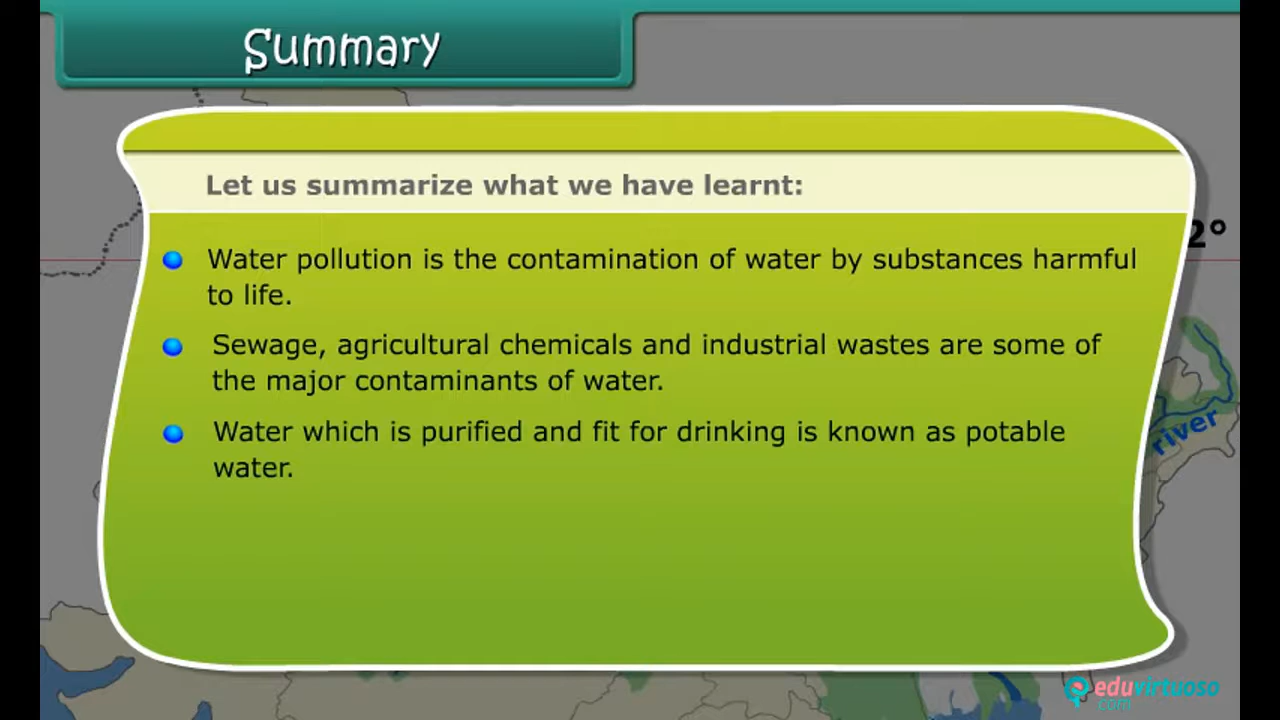 Summary
Let us summarize what we have learnt:
Water pollution is the contamination of water by substances harmful
to life.
Sewage, agricultural chemicals and industrial wastes are some of
the major contaminants of water.
Water which is purified and fit for drinking is known as potable
water.
2°
river
eduvirtuoso
.com